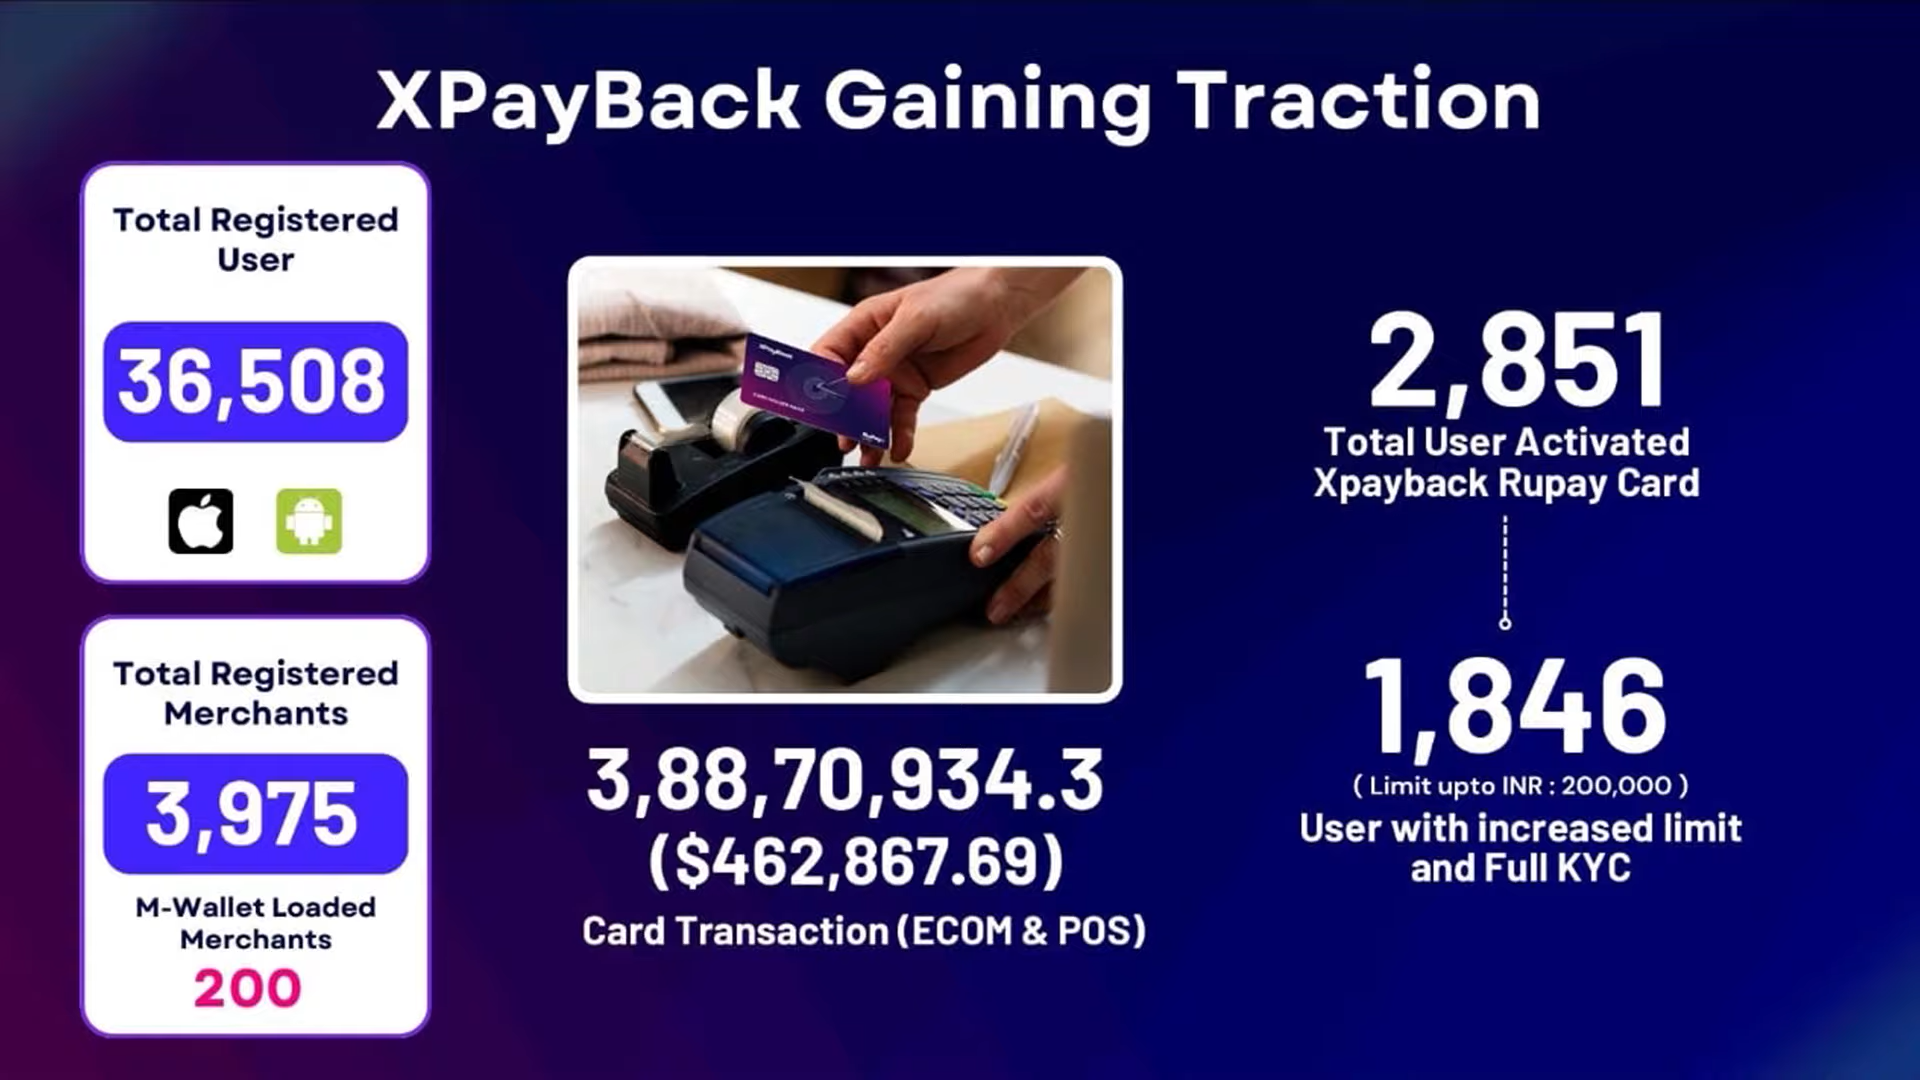 XPayBack Gaining Traction
Total Registered
User
36,508
Total Registered
Merchants
3,975
M-Wallet Loaded
Merchants
200
XPayBack
3,88,70,934.3
($462,867.69)
Card Transaction (ECOM & POS)
2,851
Total User Activated
Xpayback Rupay Card
1,846
( Limit upto INR : 200,000 )
User with increased limit
and Full KYC